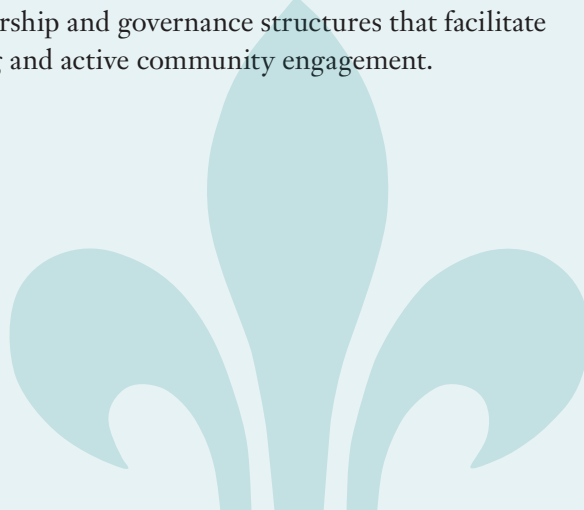 rship and governance structures that facilitate
and active community engagement.